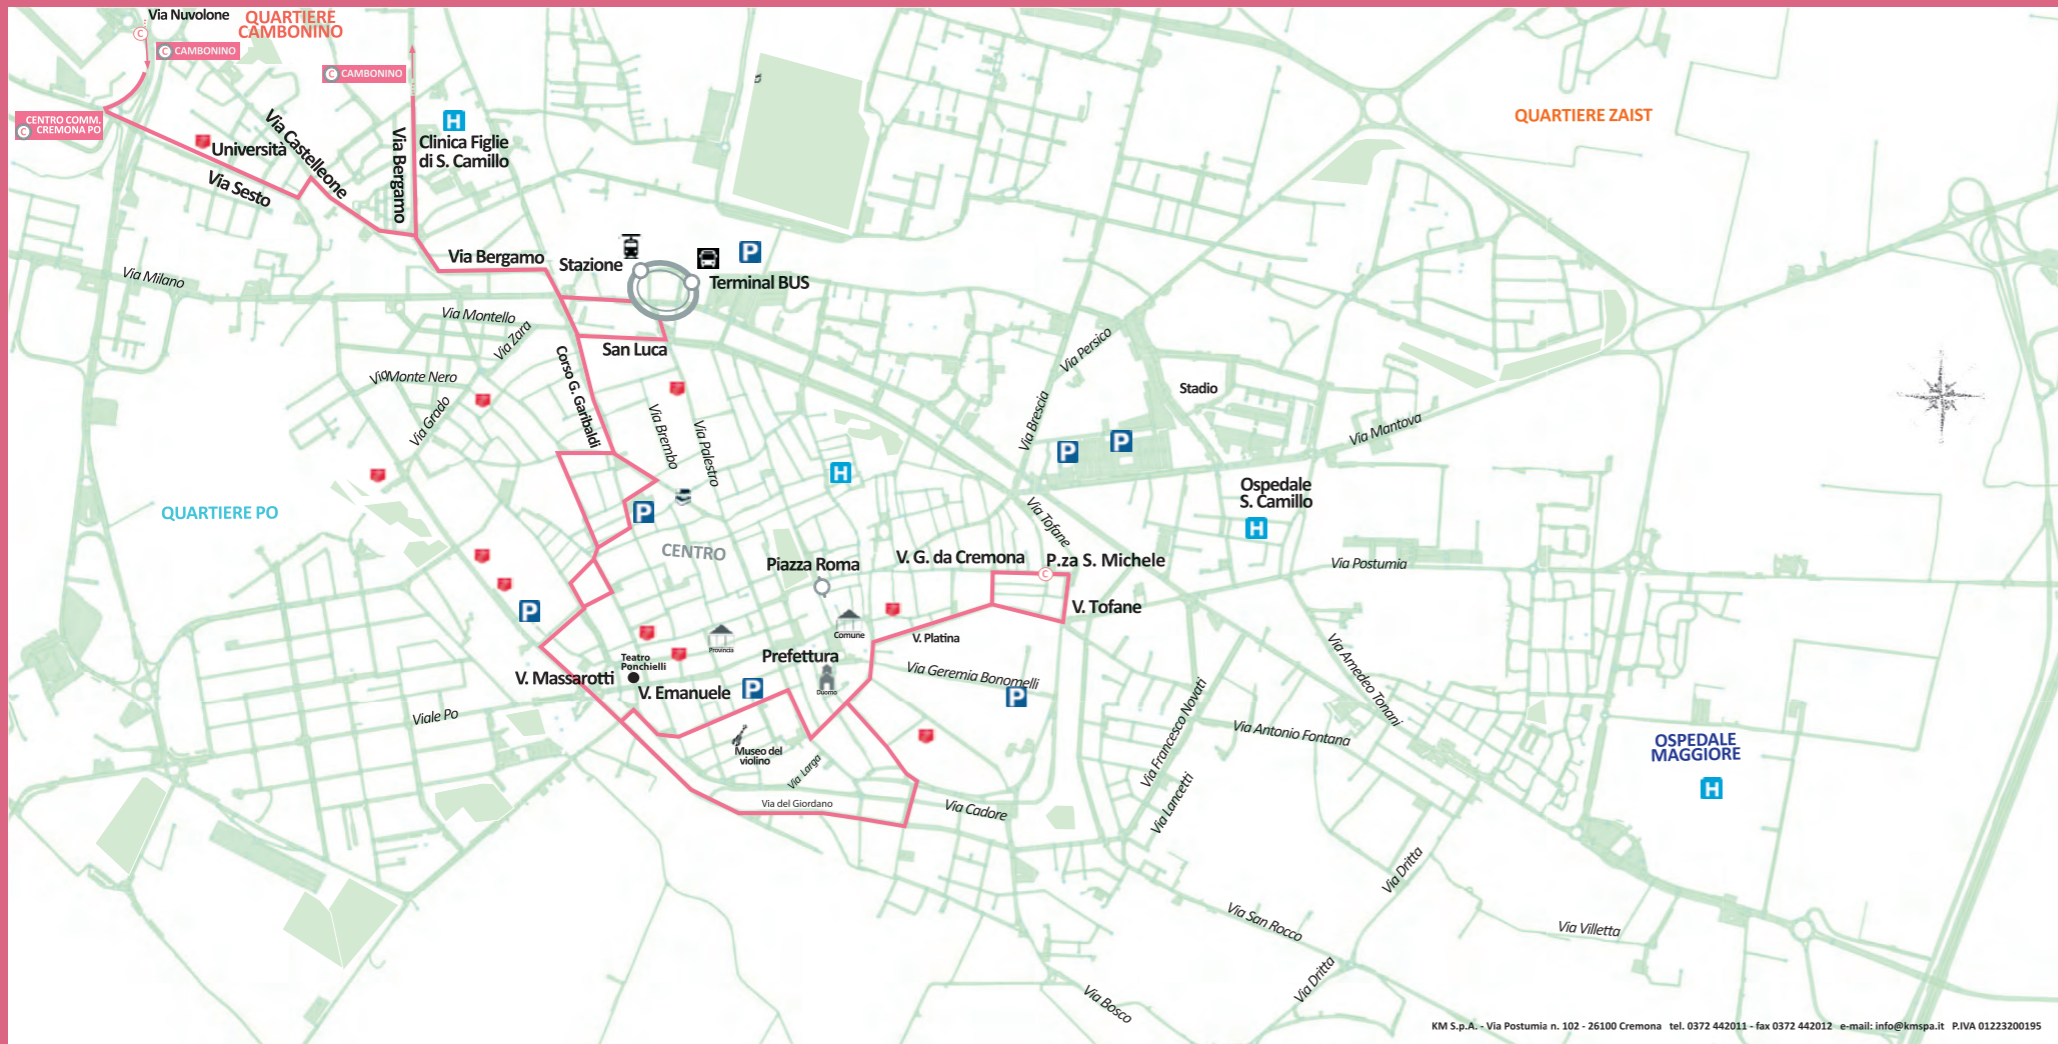 Via Nuvolone
QUARTIERE
CAMBONINO
C
C CAMBONINO
C CAMBONINO
CENTRO COMM.
C CREMONA PO
H
Clinica Figlie
di S. Camillo
QUARTIERE ZAIST
Università
Via Castelleone
Via Bergamo
Via Sesto
Via Bergamo
Stazione
P
Terminal BUS
Via Milano
Via Montello
Via Zara
San Luca
Via Persico
Corso G. Garibaldi
Via Monte Nero
Via Grado
Via Brembo
Via Palestro
Via Brescia
Stadio
Via Mantova
P
P
H
Ospedale
S. Camillo
H
QUARTIERE PO
P
Via Tofane
CENTRO
Piazza Roma
V. G. da Cremona
P.za S. Michele
C
Via Postumia
P
V. Tofane
Comune
Provincia
V. Platina
Teatro
Ponchielli
Prefettura
Duomo
V. Massarotti
V. Emanuele
P
Via Geremia Bonomelli
P
Via Francesco Novati
Via Amedeo Tonani
Viale Po
Via Antonio Fontana
Museo del
violino
Via Larga
OSPEDALE
MAGGIORE
H
Via del Giordano
Via Cadore
Via Lancetti
Via Dritta
Via San Rocco
Via Villetta
Via Dritta
Via Bosco
KM S.p.A. - Via Postumia n. 102 - 26100 Cremona tel. 0372 442011 - fax 0372 442012 e-mail: info@kmspa.it P.IVA 01223200195